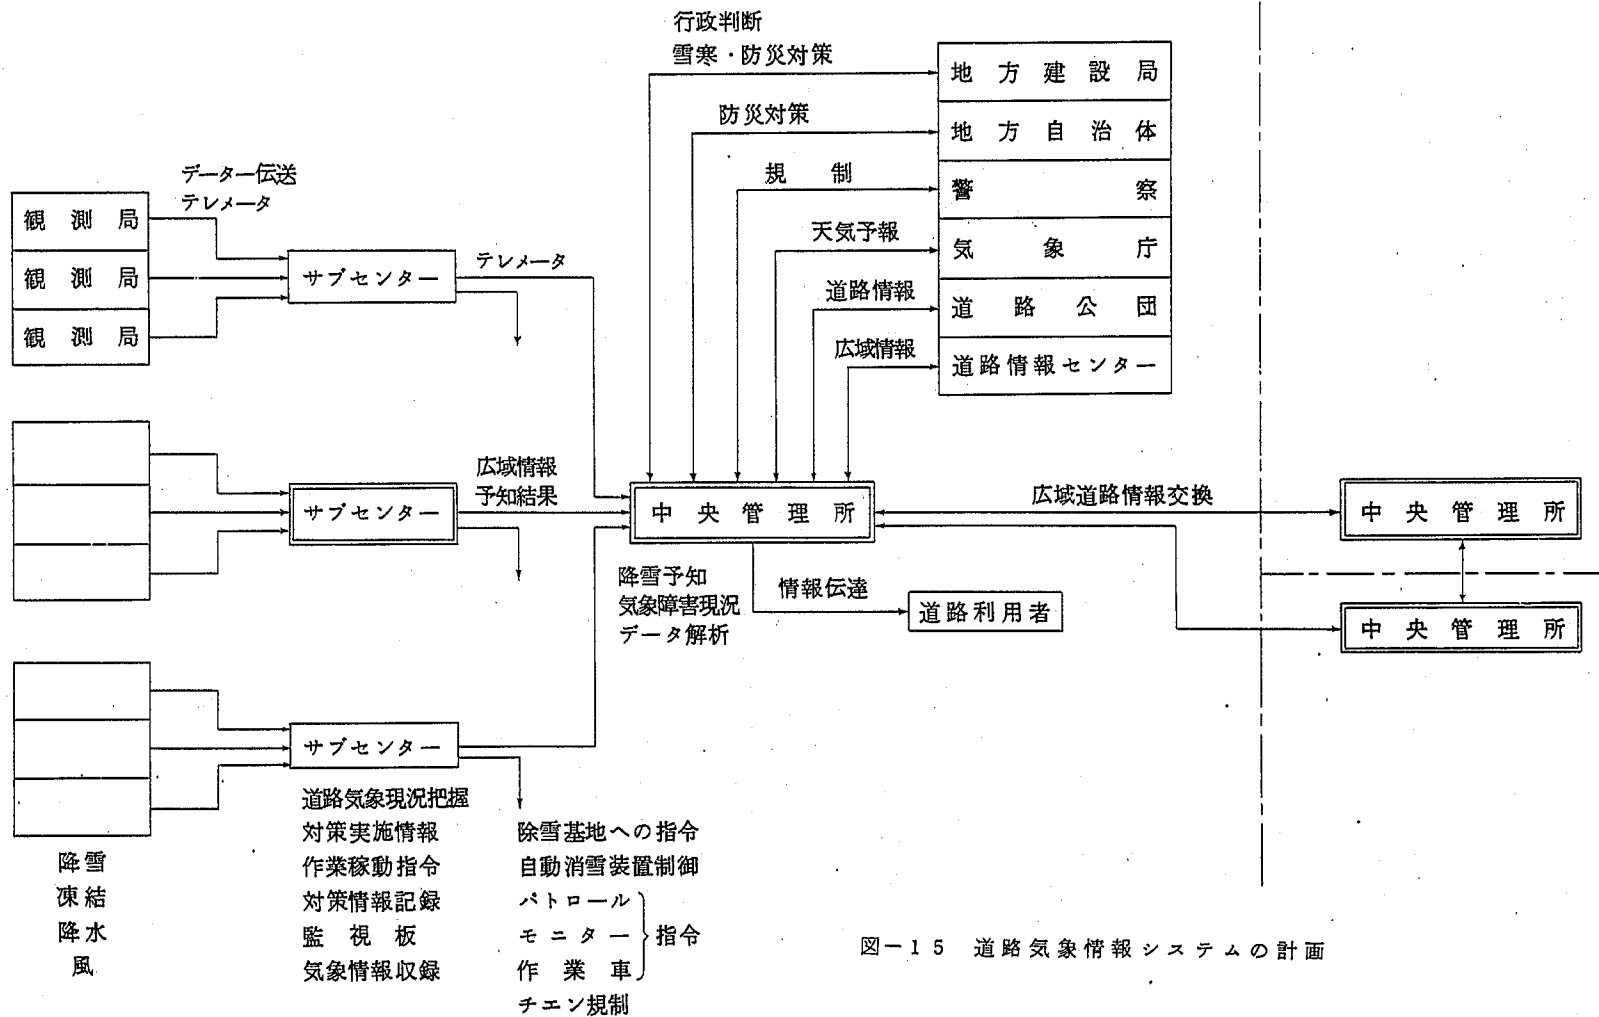 行政判断
雪寒・防災対策
地方建設局
防災対策
地方自治体
規制
警察
天気予報
気象庁
道路情報
道路公団
広域情報
道路情報センター
データー伝送
テレメータ
観測局
観測局
観測局
サブセンター
テレメータ
広域情報
予知結果
サブセンター
中央管理所
広域道路情報交換
中央管理所
中央管理所
降雪予知
気象障害現況
データ解析
情報伝達
道路利用者
サブセンター
道路気象現況把握
対策実施情報
作業稼動指令
対策情報記録
監視板
気象情報収録
除雪基地への指令
自動消雪装置制御
パトロール
モニター
作業車
指令
チエン規制
降雪
凍結
降水
風
図－15 道路気象情報システムの計画